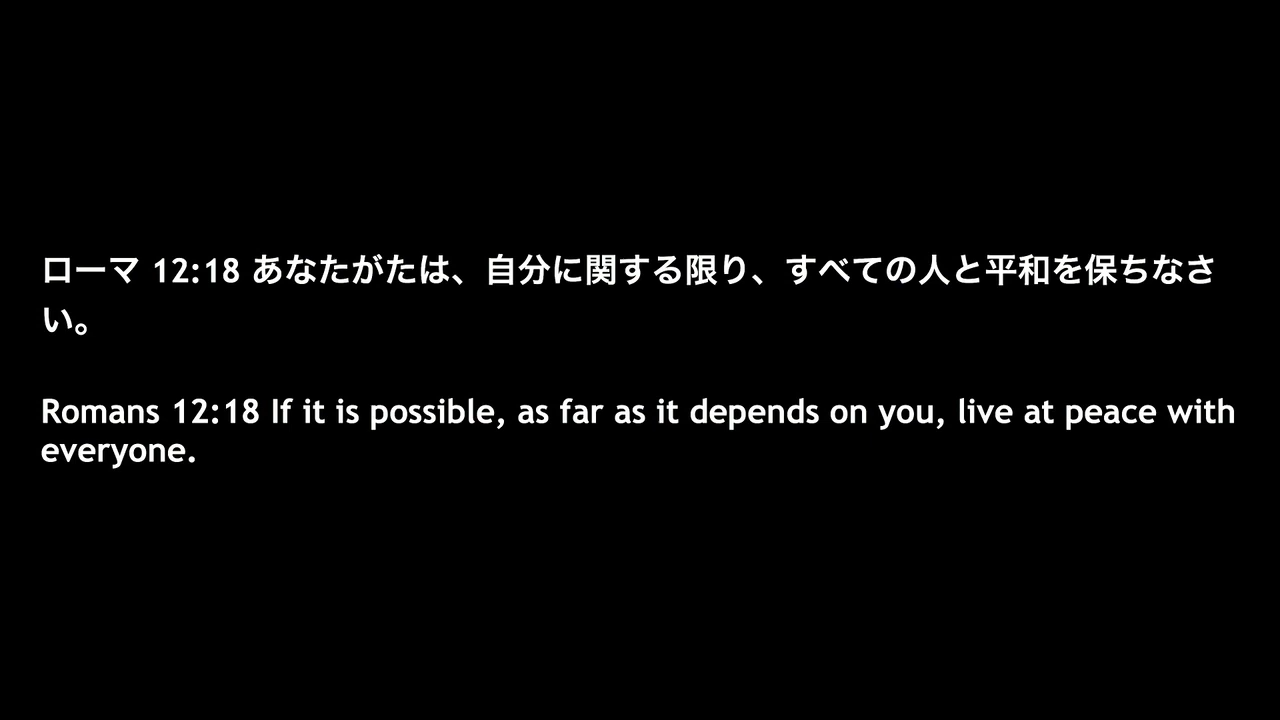 ローマ 12:18 あなたがたは、自分に関する限り、すべての人と平和を保ちなさ
い。
Romans 12:18 If it is possible, as far as it depends on you, live at peace with
everyone.